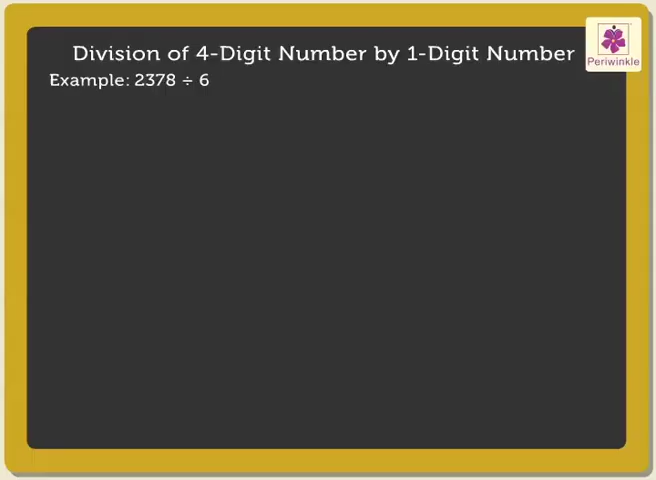 Division of 4-Digit Number by 1-Digit Number
Periwinkle
Example: 2378 ÷ 6